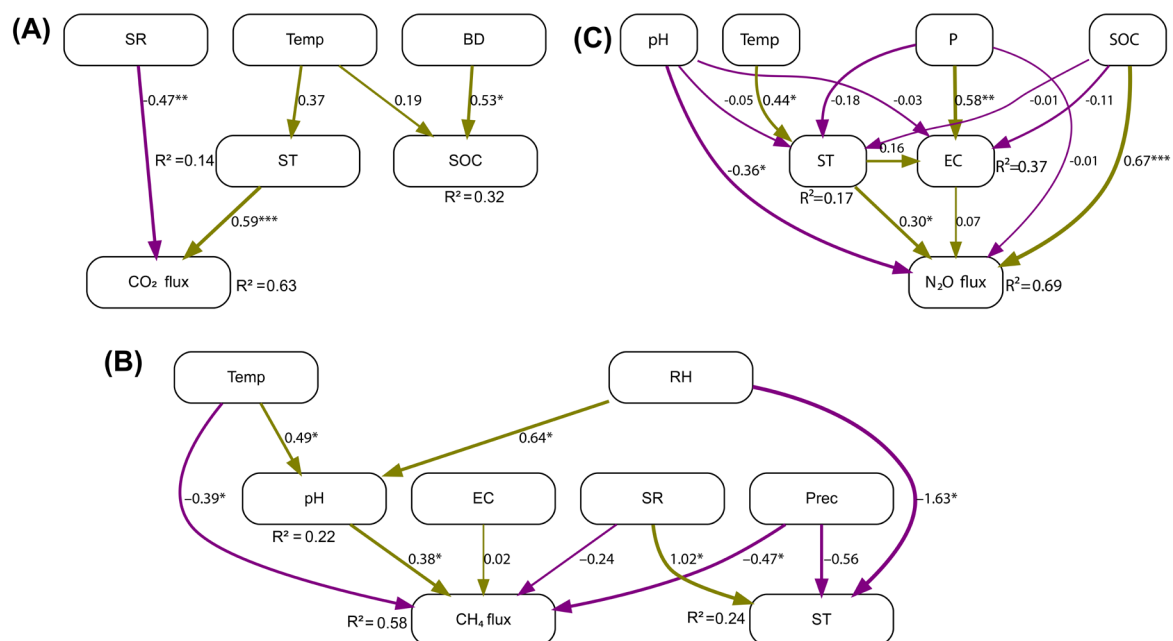 (A)
SR
Temp
BD
-0.47**
0.37
0.19
0.53*
R² = 0.14
ST
SOC
R² = 0.32
0.59***
CO₂ flux
R² = 0.63
(C)
pH
Temp
P
SOC
-0.05
0.44*
-0.18
-0.03
0.58**
-0.01
-0.11
ST
0.16
EC
R² = 0.37
-0.36*
-0.01
0.67***
R² = 0.17
0.30*
0.07
N₂O flux
R² = 0.69
(B)
Temp
RH
0.49*
0.64*
–0.39*
pH
EC
SR
Prec
–1.63*
R² = 0.22
0.38*
0.02
–0.24
1.02*
–0.47*
–0.56
R² = 0.58
CH₄ flux
R² = 0.24
ST